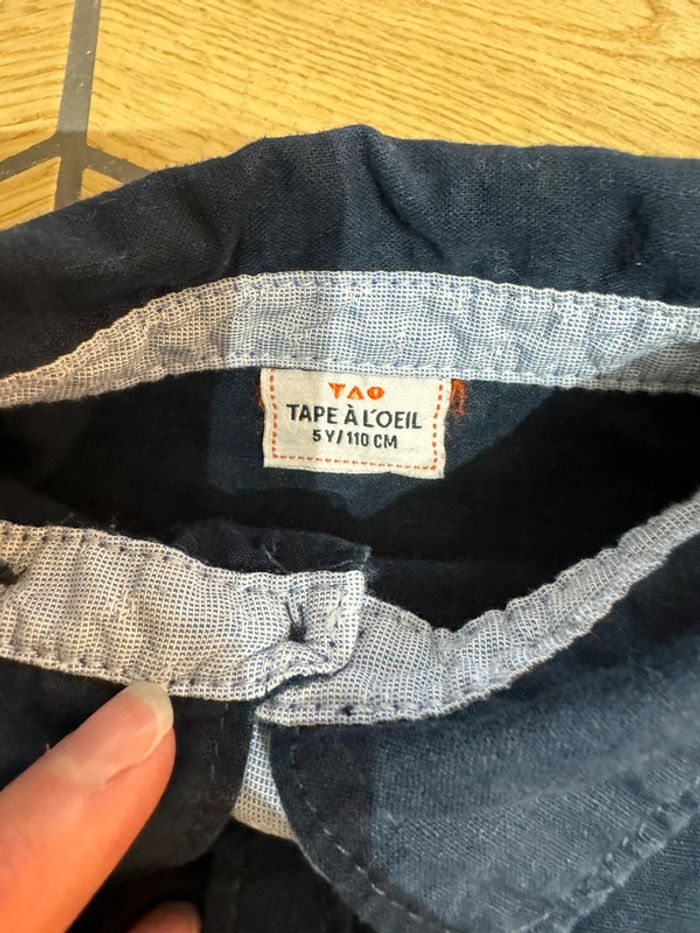 TAO
TAPE À L'OEIL
5 Y/110 CM